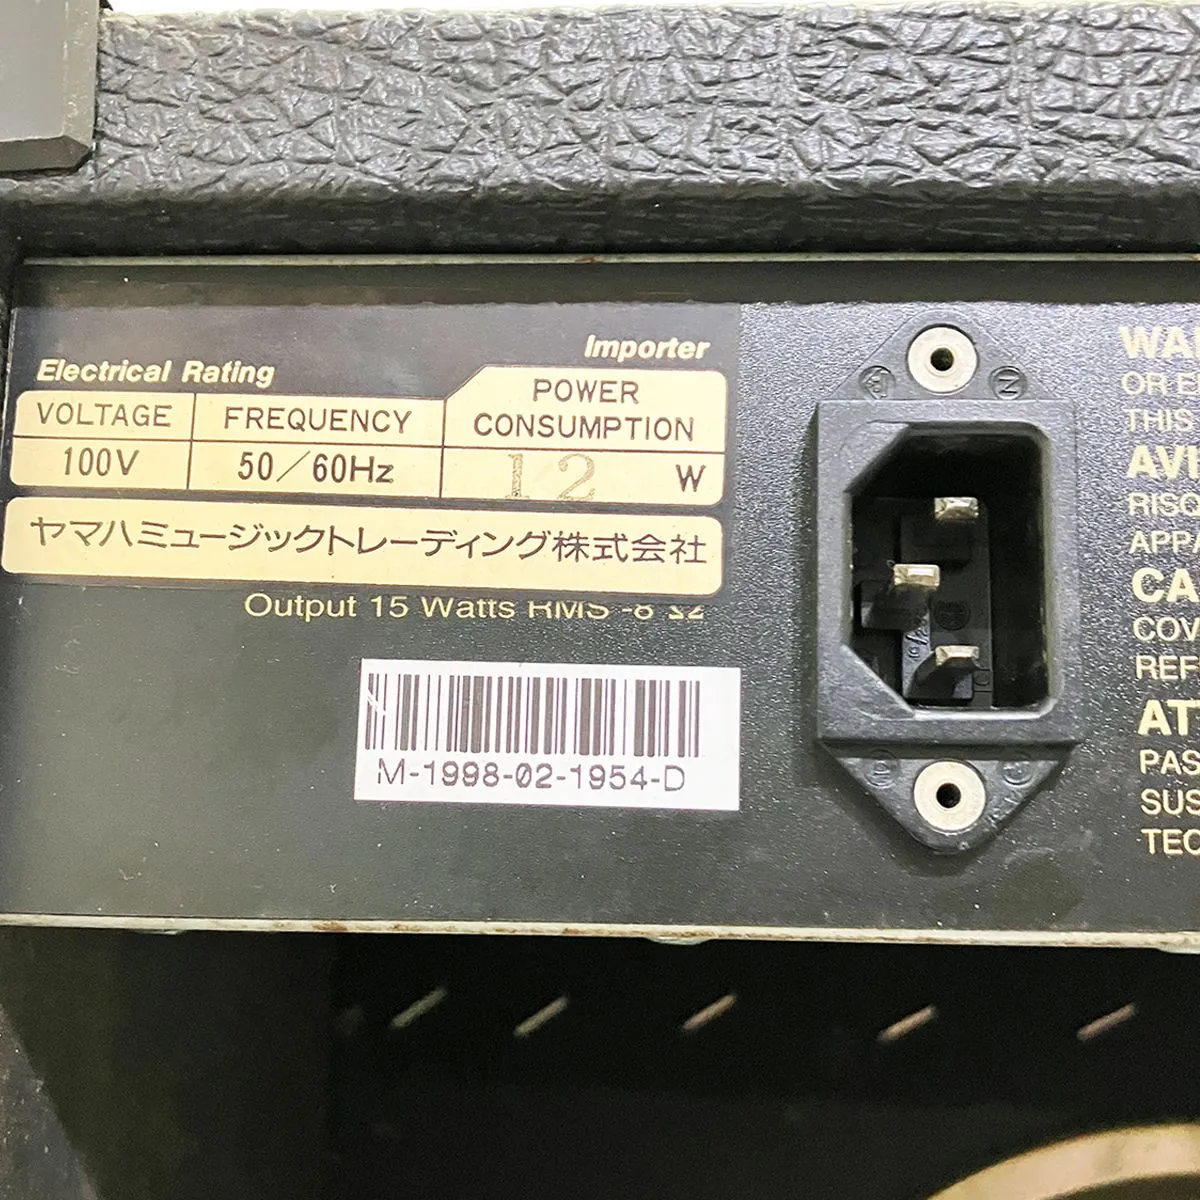 Importer
Electrical Rating
VOLTAGE FREQUENCY POWER CONSUMPTION
100V 50/60Hz 12 W
ヤマハミュージックトレーディング株式会社
Output 15 Watts RMS -8 Ω
M-1998-02-1954-D
N
WA
OR E
THIS
AVI
RISQ
APPA
CA
COV
REF
AT
PAS
SUS
TEC